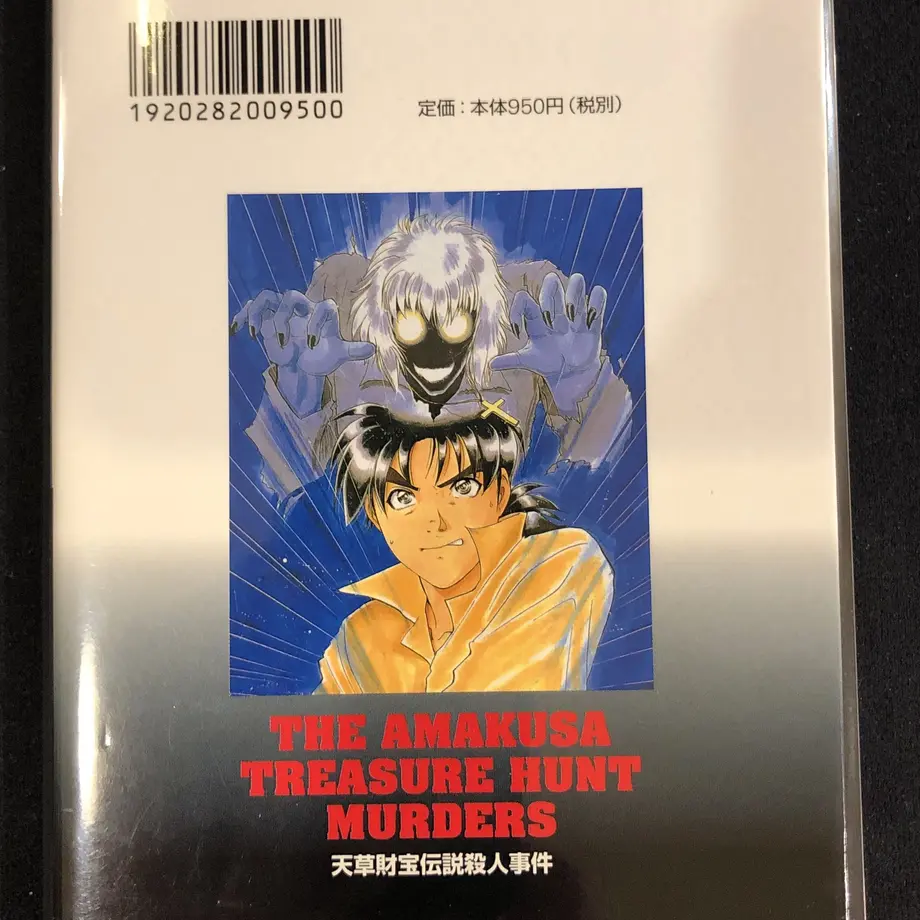 1920282009500
定価:本体950円(税別)
THE AMAKUSA
TREASURE HUNT
MURDERS
天草財宝伝説殺人事件